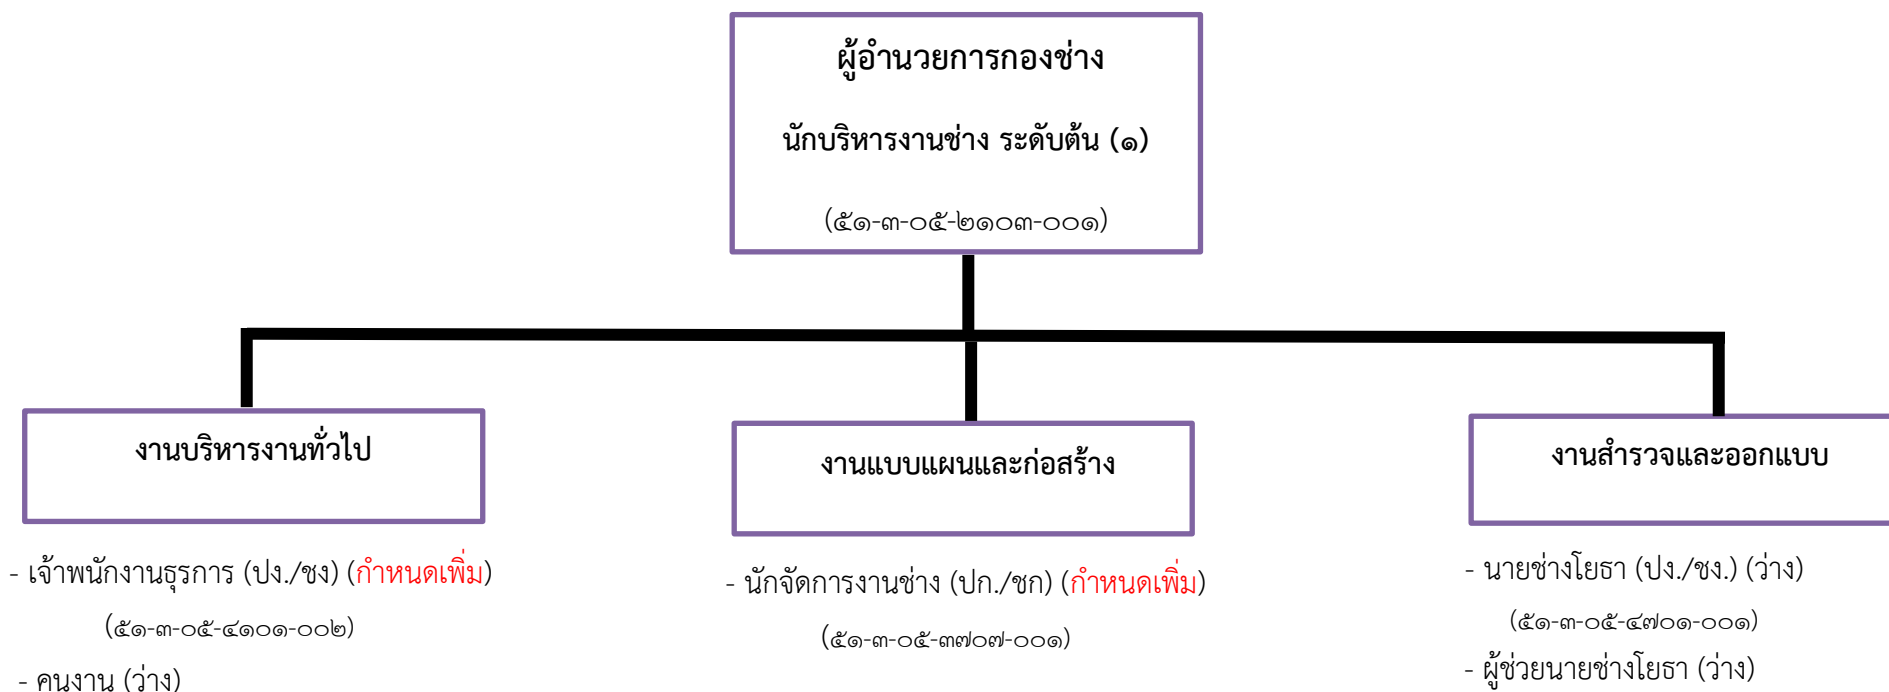 ผู้อำนวยการกองช่าง
นักบริหารงานช่าง ระดับต้น (๑)
(๕๑-๓-๐๕-๒๑๐๓-๐๐๑)
งานบริหารงานทั่วไป
- เจ้าพนักงานธุรการ (ปง./ชง) (กำหนดเพิ่ม)
(๕๑-๓-๐๕-๔๑๐๑-๐๐๒)
- คนงาน (ว่าง)
งานแบบแผนและก่อสร้าง
- นักจัดการงานช่าง (ปก./ชก) (กำหนดเพิ่ม)
(๕๑-๓-๐๕-๓๗๐๗-๐๐๑)
งานสำรวจและออกแบบ
- นายช่างโยธา (ปง./ชง.) (ว่าง)
(๕๑-๓-๐๕-๔๗๐๑-๐๐๑)
- ผู้ช่วยนายช่างโยธา (ว่าง)